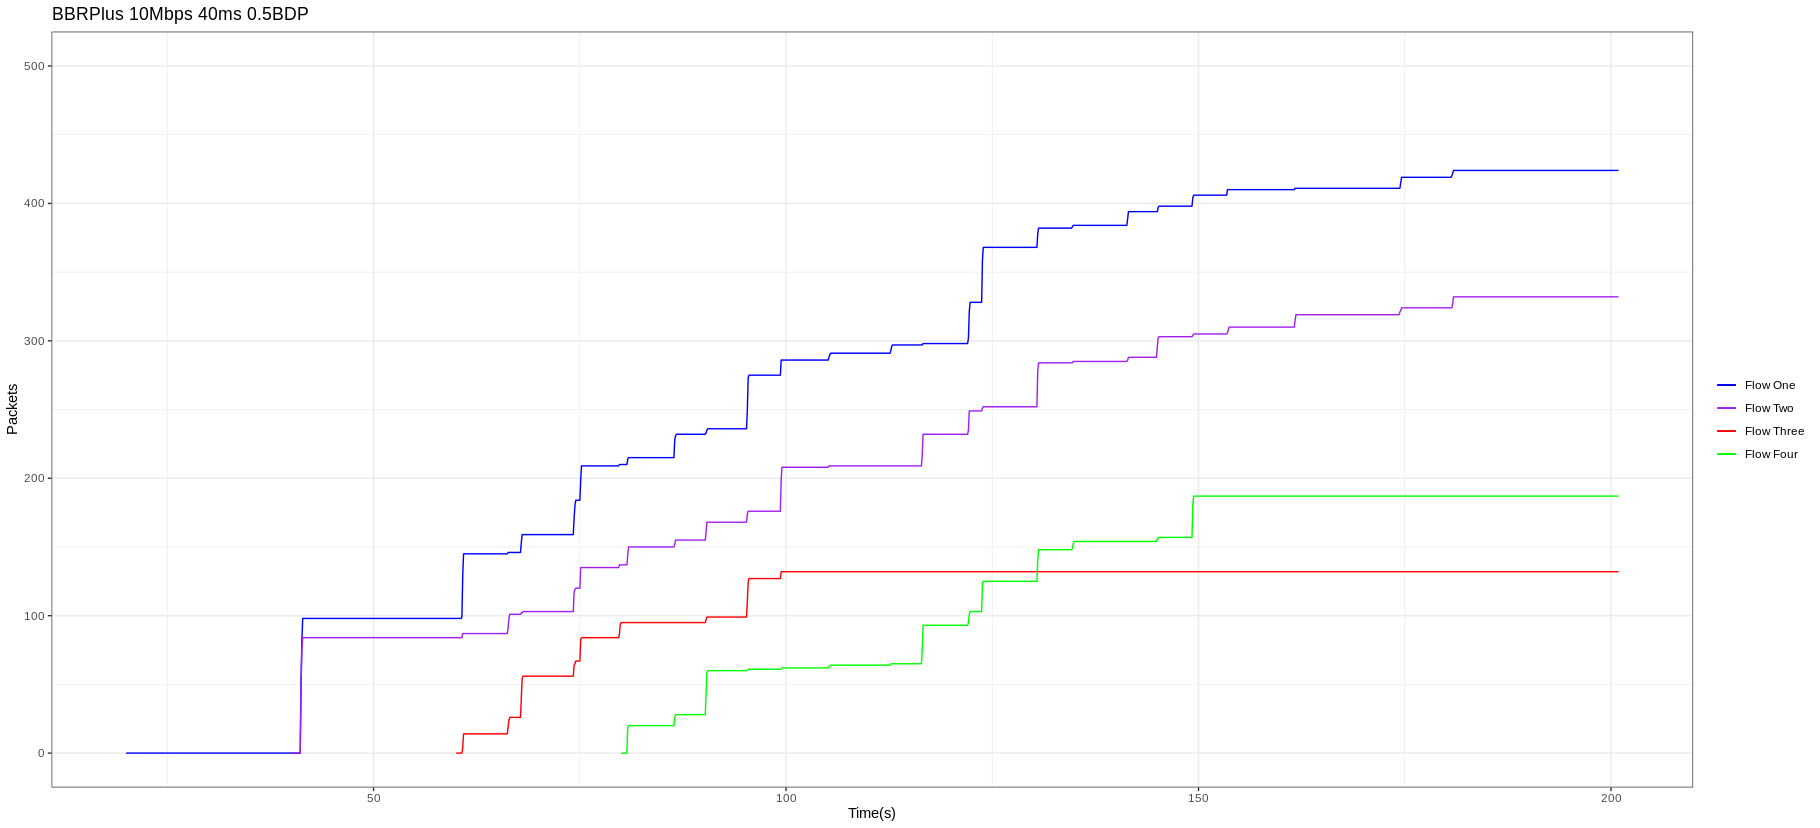 BBRPlus 10Mbps 40ms 0.5BDP
500
400
300
200
100
0
Packets
50
100
150
200
Time(s)
Flow One
Flow Two
Flow Three
Flow Four